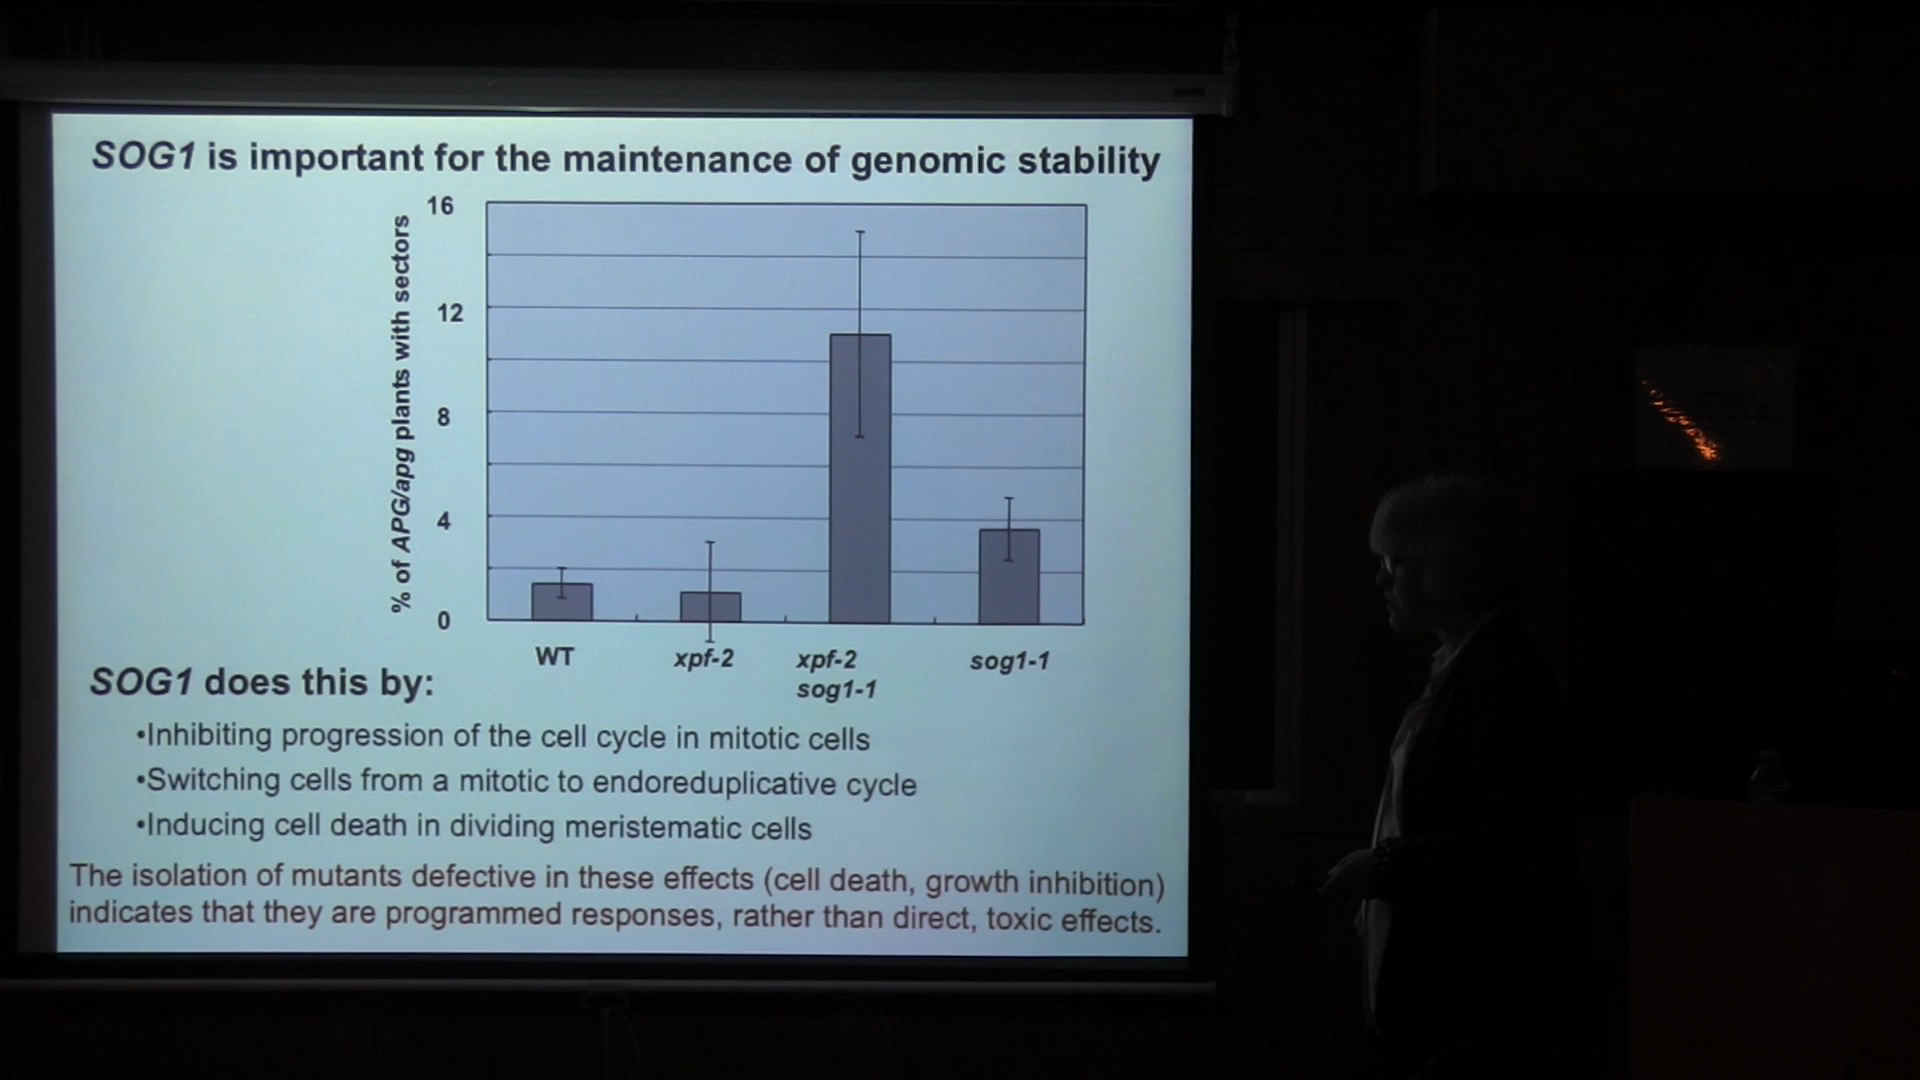 SOG1 is important for the maintenance of genomic stability
% of APG/apg plants with sectors
16
12
8
4
0
WT
xpf-2
xpf-2
sog1-1
sog1-1
SOG1 does this by:
•Inhibiting progression of the cell cycle in mitotic cells
•Switching cells from a mitotic to endoreduplicative cycle
•Inducing cell death in dividing meristematic cells
The isolation of mutants defective in these effects (cell death, growth inhibition)
indicates that they are programmed responses, rather than direct, toxic effects.